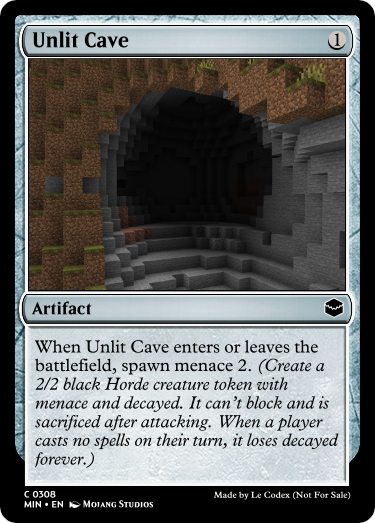 Unlit Cave 1
Artifact
When Unlit Cave enters or leaves the
battlefield, spawn menace 2. (Create a
2/2 black Horde creature token with
menace and decayed. It can't block and is
sacrificed after attacking. When a player
casts no spells on their turn, it loses decayed
forever.)
C 0308
MIN • EN Mojang Studios
Made by Le Codex (Not For Sale)